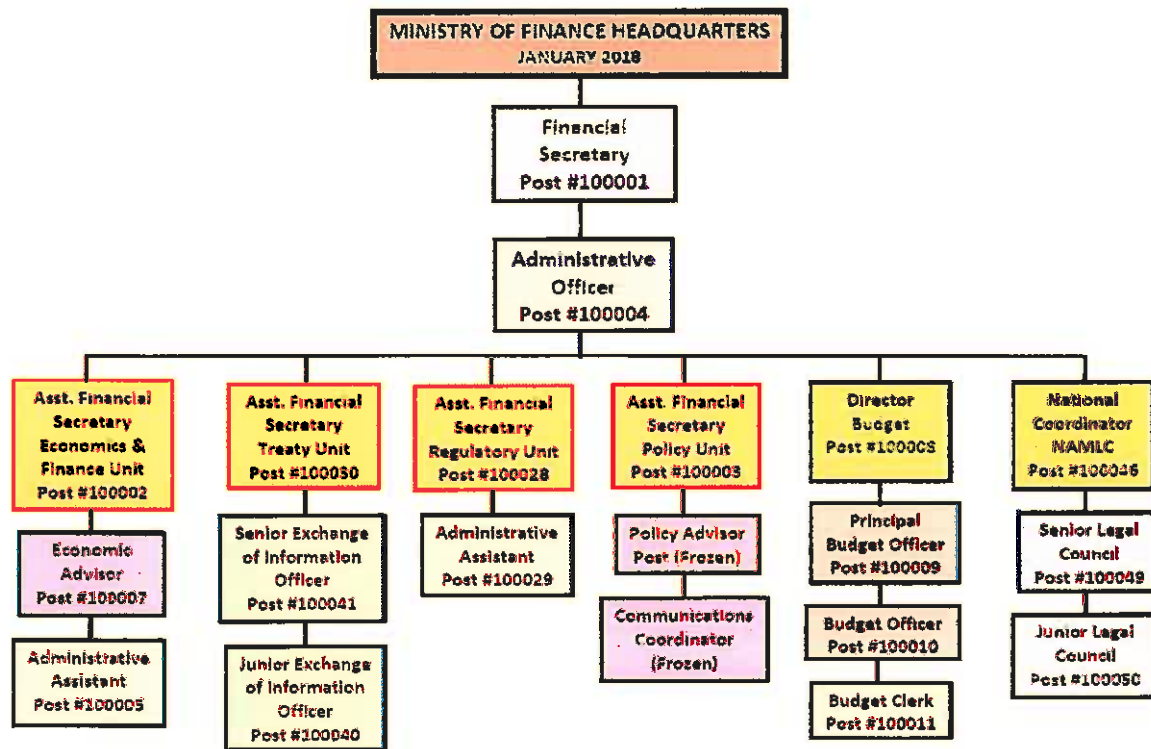 MINISTRY OF FINANCE HEADQUARTERS
JANUARY 2018
Financial
Secretary
Post #100001
Administrative
Officer
Post #100004
Asst. Financial
Secretary
Economics &
Finance Unit
Post #100002
Economic
Advisor
Post #100007
Administrative
Assistant
Post #100005
Asst. Financial
Secretary
Treaty Unit
Post #100030
Senior Exchange
of Information
Officer
Post #100041
Junior Exchange
of Information
Officer
Post #100040
Asst. Financial
Secretary
Regulatory Unit
Post #100028
Administrative
Assistant
Post #100029
Asst. Financial
Secretary
Policy Unit
Post #100003
Policy Advisor
Post (Frozen)
Communications
Coordinator
(Frozen)
Director
Budget
Post #100008
Principal
Budget Officer
Post #100009
Budget Officer
Post #100010
Budget Clerk
Post #100011
National
Coordinator
NAMLC
Post #100046
Senior Legal
Council
Post #100049
Junior Legal
Council
Post #100050